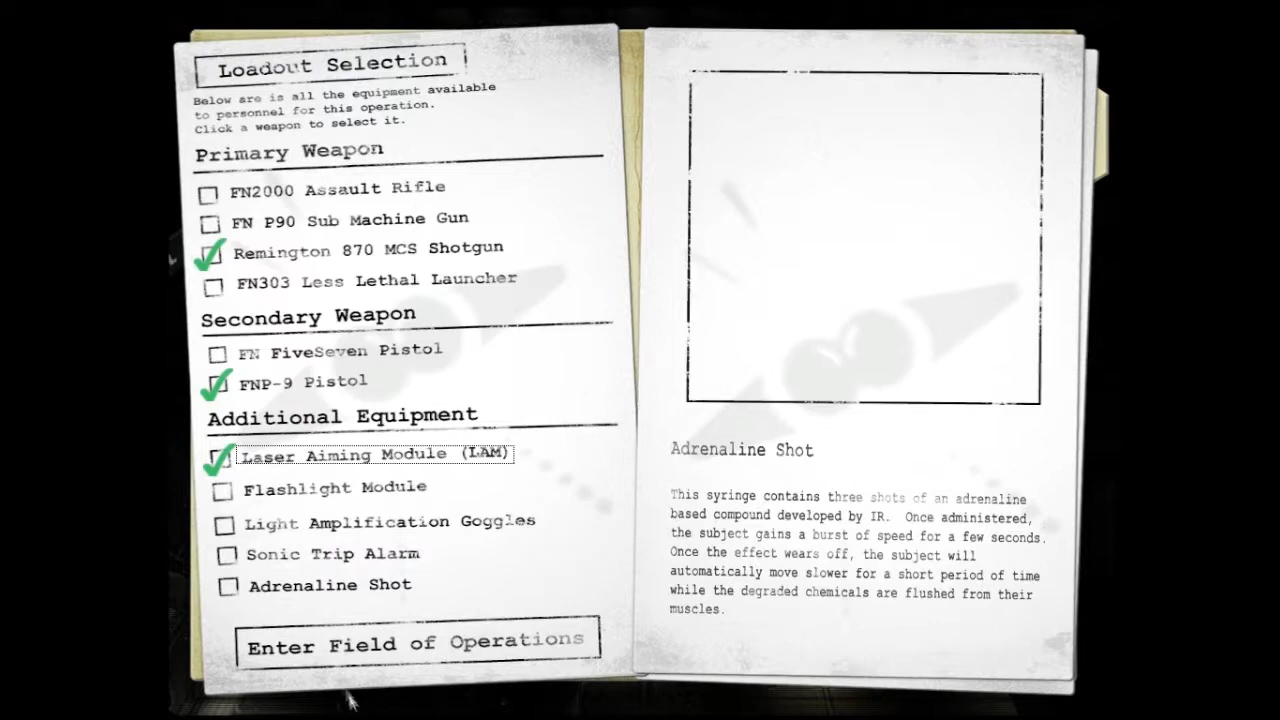 Loadout Selection
Below are is all the equipment available
to personnel for this operation.
Click a weapon to select it.
Primary Weapon
FN2000 Assault Rifle
FN P90 Sub Machine Gun
Remington 870 MCS Shotgun
FN303 Less Lethal Launcher
Secondary Weapon
FN FiveSeven Pistol
FNP-9 Pistol
Additional Equipment
Laser Aiming Module (LAM)
Flashlight Module
Light Amplification Goggles
Sonic Trip Alarm
Adrenaline Shot
Enter Field of Operations
Adrenaline Shot
This syringe contains three shots of an adrenaline
based compound developed by IR. Once administered,
the subject gains a burst of speed for a few seconds.
Once the effect wears off, the subject will
automatically move slower for a short period of time
while the degraded chemicals are flushed from their
muscles.